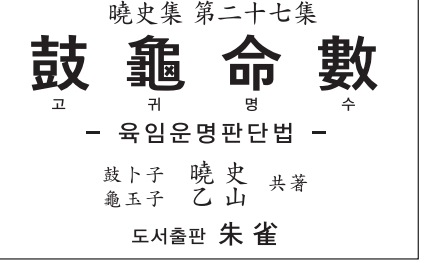 曉史集 第二十七集
鼓龜命數
고귀명수
– 육임운명판단법 –
鼓卜子 曉史 共著
龜玉子 乙山
도서출판 朱雀